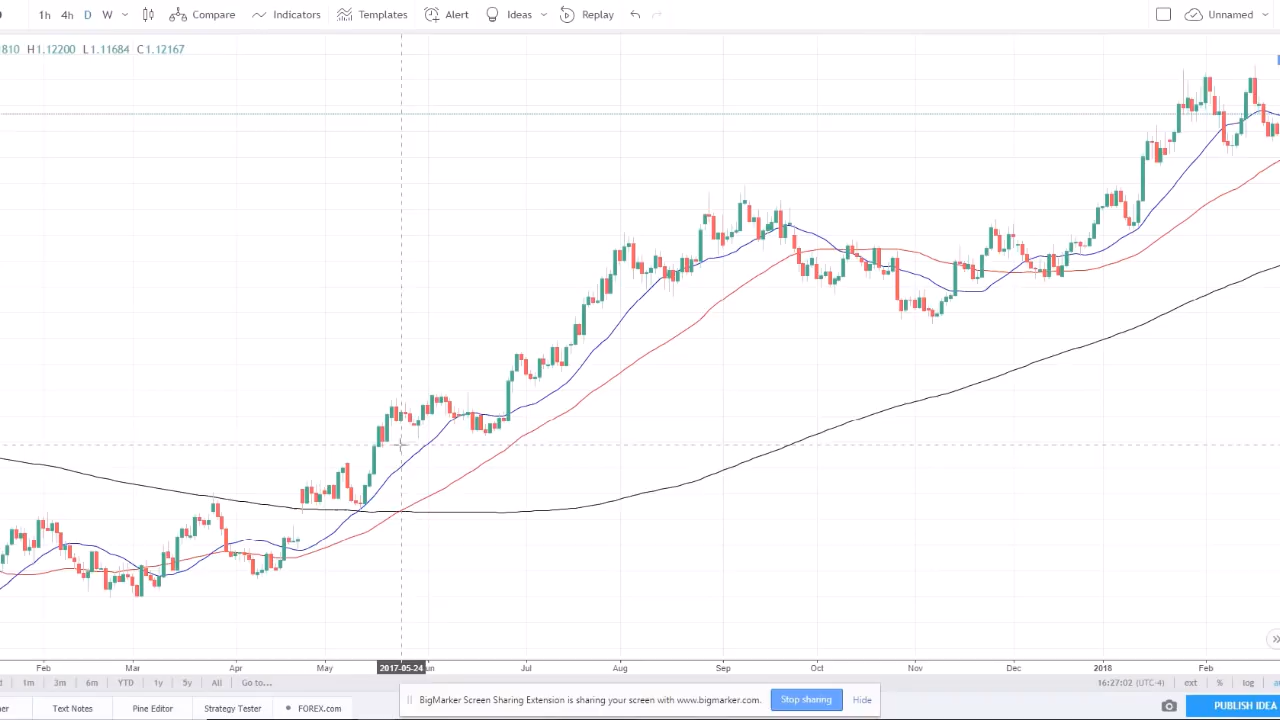 1h 4h D W Compare Indicators Templates Alert Ideas Replay Unnamed
810 H1.12200 L1.11684 C1.12167
Feb Mar Apr May 2017-05-24 un Jul Aug Sep Oct Nov Dec 2018 Feb
d 1m 3m 6m YTD 1y 5y All Go to... 16:27:02 (UTC-4) ext % log
BigMarker Screen Sharing Extension is sharing your screen with www.bigmarker.com. Stop sharing Hide
ner Text Notes Pine Editor Strategy Tester FOREX.com PUBLISH IDEA